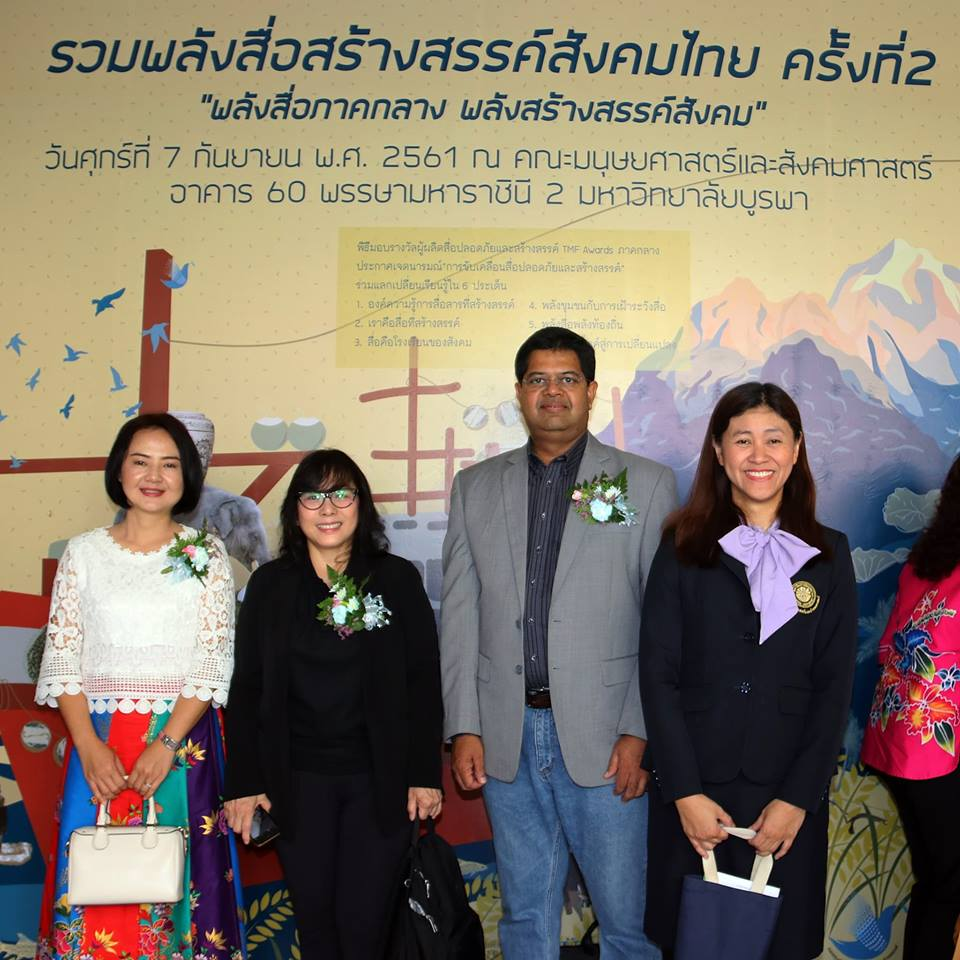 รวมพลังสื่อสร้างสรรค์สังคมไทย ครั้งที่2
"พลังสื่อภาคกลาง พลังสร้างสรรค์สังคม"
วันศุกร์ที่ 7 กันยายน พ.ศ. 2561 ณ คณะมนุษยศาสตร์และสังคมศาสตร์
อาคาร 60 พรรษามหาราชินี 2 มหาวิทยาลัยบูรพา
พิธีมอบรางวัลผู้ผลิตสื่อปลอดภัยและสร้างสรรค์ TMF Awards ภาคกลาง
ประกาศเจตนารมณ์"การขับเคลื่อนสื่อปลอดภัยและสร้างสรรค์"
ร่วมแลกเปลี่ยนเรียนรู้ใน 6 ประเด็น
1. องค์ความรู้การสื่อสารที่สร้างสรรค์
2. เราคือสื่อที่สร้างสรรค์
3. สื่อคือโรงเรียนของสังคม
4. พลังชุมชนกับการเฝ้าระวังสื่อ
5. พลังสื่อพลังท้องถิ่น
สู่การเปลี่ยนแปลง